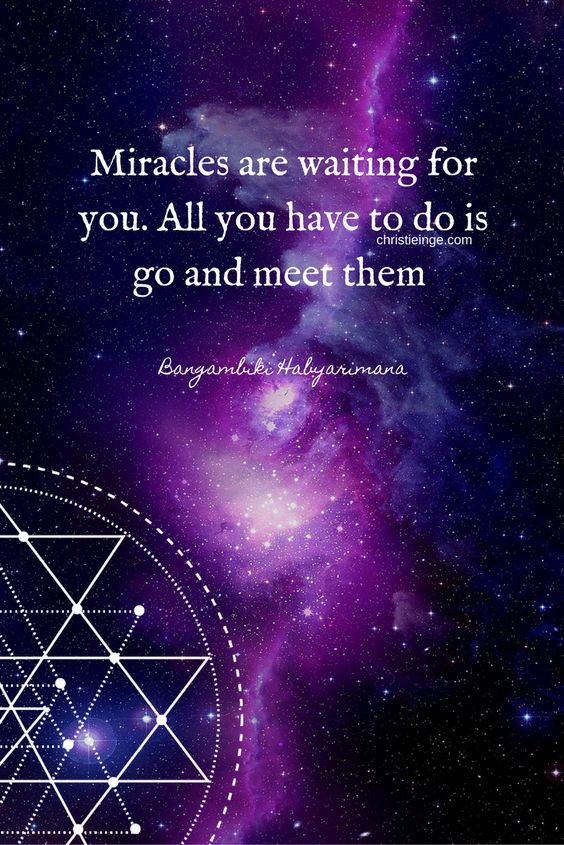 Miracles are waiting for
you. All you have to do is
christieinge.com
go and meet them
Bangambiki Habyarimana